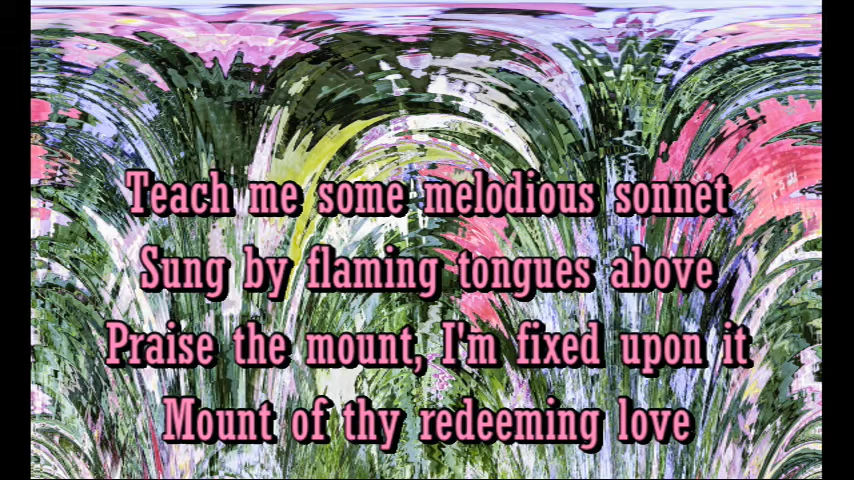 Teach me some melodious sonnet
Sung by flaming tongues above
Praise the mount, I'm fixed upon it
Mount of thy redeeming love